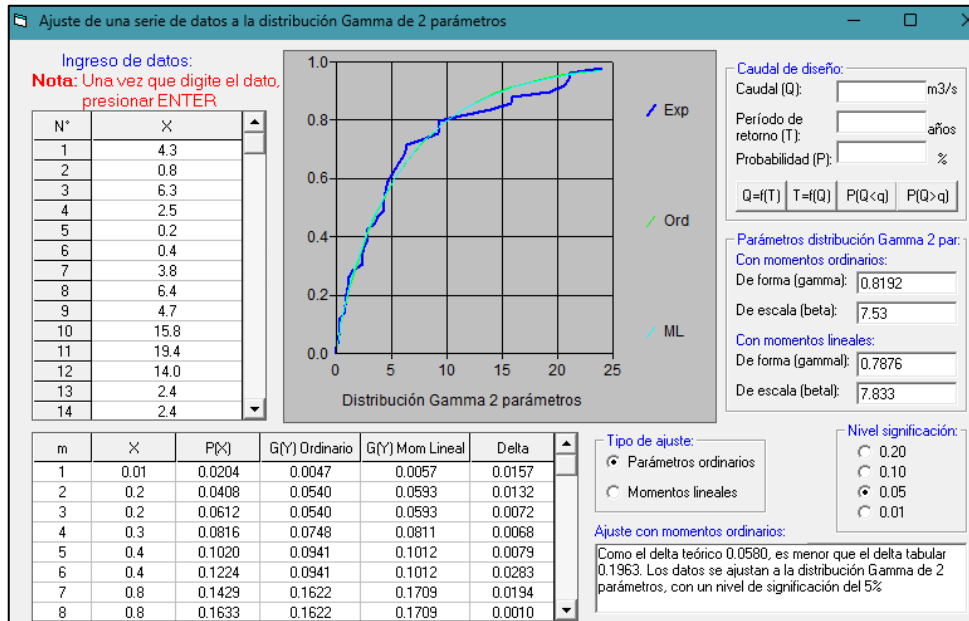 Ajuste de una serie de datos a la distribución Gamma de 2 parámetros
Ingreso de datos:
Nota: Una vez que digite el dato,
presionar ENTER
N° X
1 4.3
2 0.8
3 6.3
4 2.5
5 0.2
6 0.4
7 3.8
8 6.4
9 4.7
10 15.8
11 19.4
12 14.0
13 2.4
14 2.4
1.0
0.8
0.6
0.4
0.2
0.0
0 5 10 15 20 25
Distribución Gamma 2 parámetros
Exp
Ord
ML
Caudal de diseño:
Caudal (Q): m3/s
Período de
retorno (T): años
Probabilidad (P): %
Q=f(T) T=f(Q) P(Q<q) P(Q>q)
Parámetros distribución Gamma 2 par:
Con momentos ordinarios:
De forma (gamma): 0.8192
De escala (beta): 7.53
Con momentos lineales:
De forma (gammal): 0.7876
De escala (betal): 7.833
m X P(X) G(Y) Ordinario G(Y) Mom Lineal Delta
1 0.01 0.0204 0.0047 0.0057 0.0157
2 0.2 0.0408 0.0540 0.0593 0.0132
3 0.2 0.0612 0.0540 0.0593 0.0072
4 0.3 0.0816 0.0748 0.0811 0.0068
5 0.4 0.1020 0.0941 0.1012 0.0079
6 0.4 0.1224 0.0941 0.1012 0.0283
7 0.8 0.1429 0.1622 0.1709 0.0194
8 0.8 0.1633 0.1622 0.1709 0.0010
Tipo de ajuste:
Parámetros ordinarios
Momentos lineales
Nivel significación:
0.20
0.10
0.05
0.01
Ajuste con momentos ordinarios:
Como el delta teórico 0.0580, es menor que el delta tabular
0.1963. Los datos se ajustan a la distribución Gamma de 2
parámetros, con un nivel de significación del 5%